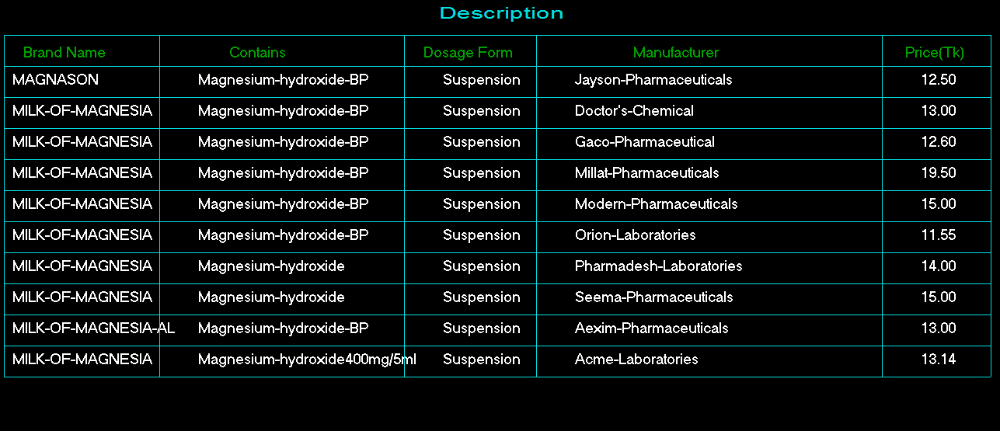 Description
Brand Name Contains Dosage Form Manufacturer Price(Tk)
MAGNASON Magnesium-hydroxide-BP Suspension Jayson-Pharmaceuticals 12.50
MILK-OF-MAGNESIA Magnesium-hydroxide-BP Suspension Doctor's-Chemical 13.00
MILK-OF-MAGNESIA Magnesium-hydroxide-BP Suspension Gaco-Pharmaceutical 12.60
MILK-OF-MAGNESIA Magnesium-hydroxide-BP Suspension Millat-Pharmaceuticals 19.50
MILK-OF-MAGNESIA Magnesium-hydroxide-BP Suspension Modern-Pharmaceuticals 15.00
MILK-OF-MAGNESIA Magnesium-hydroxide-BP Suspension Orion-Laboratories 11.55
MILK-OF-MAGNESIA Magnesium-hydroxide Suspension Pharmadesh-Laboratories 14.00
MILK-OF-MAGNESIA Magnesium-hydroxide Suspension Seema-Pharmaceuticals 15.00
MILK-OF-MAGNESIA-AL Magnesium-hydroxide-BP Suspension Aexim-Pharmaceuticals 13.00
MILK-OF-MAGNESIA Magnesium-hydroxide400mg/5ml Suspension Acme-Laboratories 13.14